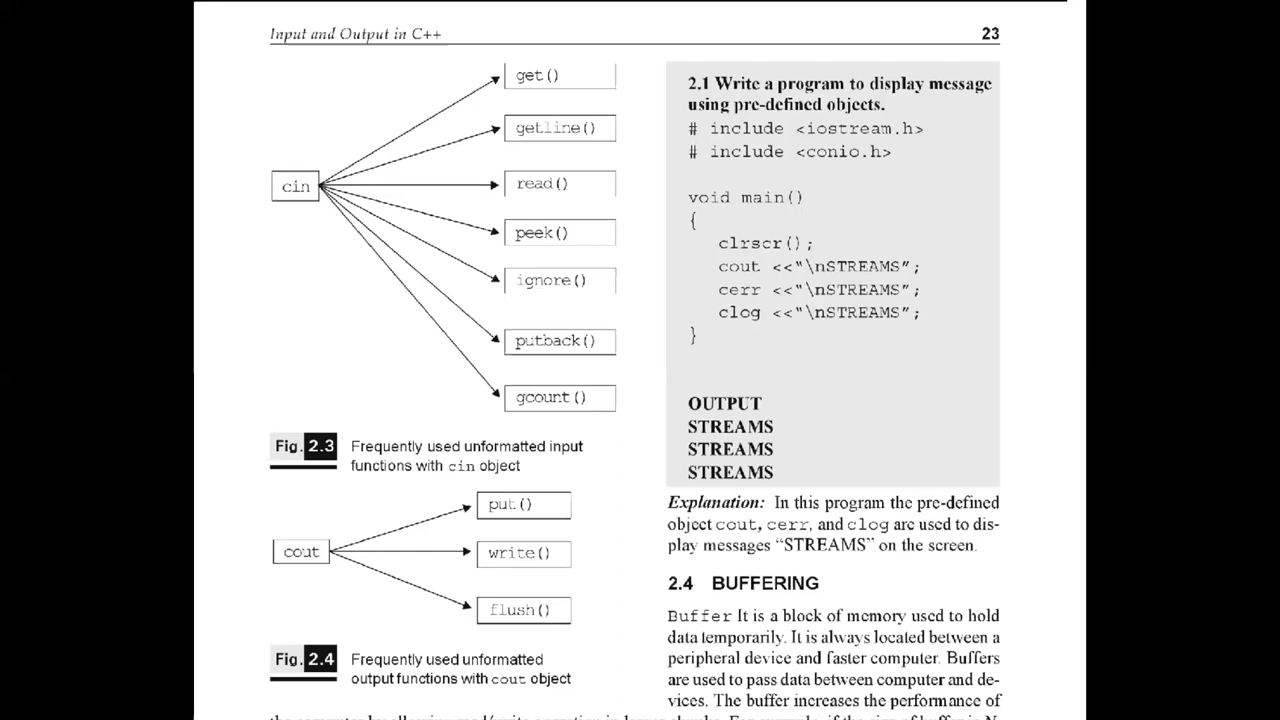 Input and Output in C++
23
get()
getline()
read()
cin
peek()
ignore()
putback()
gcount()
Fig. 2.3 Frequently used unformatted input
functions with cin object
put()
cout
write()
flush()
Fig. 2.4 Frequently used unformatted
output functions with cout object
2.1 Write a program to display message
using pre-defined objects.
# include <iostream.h>
# include <conio.h>
void main()
{
clrscr();
cout <<“\nSTREAMS”;
cerr <<“\nSTREAMS”;
clog <<“\nSTREAMS”;
}
OUTPUT
STREAMS
STREAMS
STREAMS
Explanation: In this program the pre-defined
object cout, cerr, and clog are used to dis-
play messages “STREAMS” on the screen.
2.4 BUFFERING
Buffer It is a block of memory used to hold
data temporarily. It is always located between a
peripheral device and faster computer. Buffers
are used to pass data between computer and de-
vices. The buffer increases the performance of